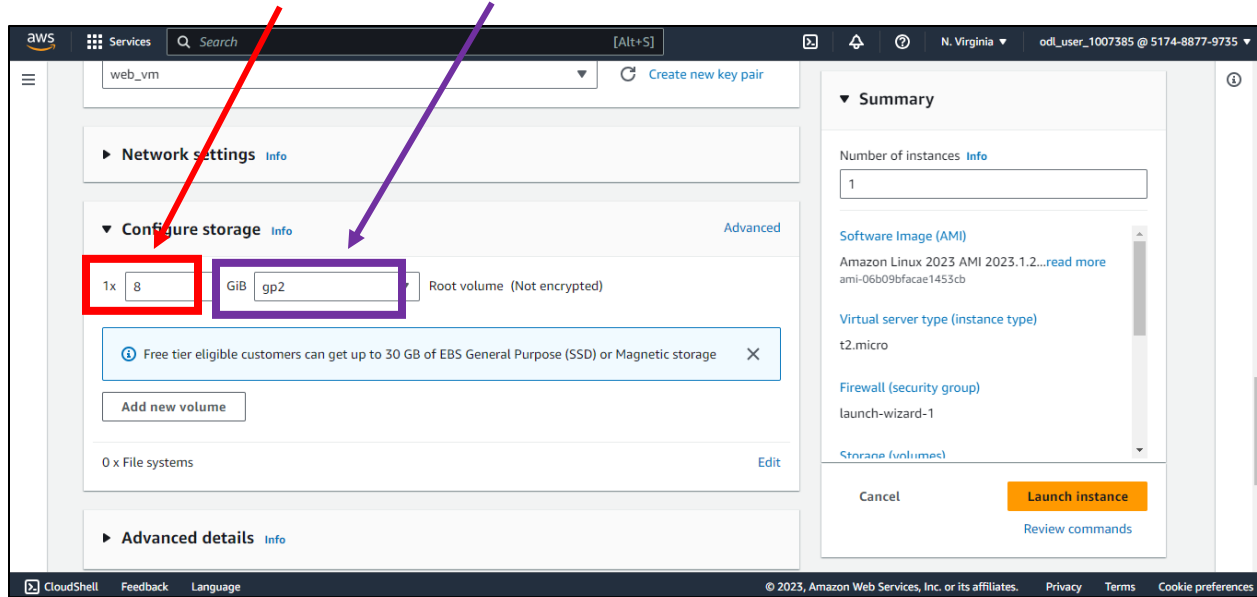 aws Services Search [Alt+S] N. Virginia odl_user_1007385 @ 5174-8877-9735
web_vm Create new key pair
Network settings Info
Configure storage Info Advanced
1x 8 GiB gp2 Root volume (Not encrypted)
Free tier eligible customers can get up to 30 GB of EBS General Purpose (SSD) or Magnetic storage
Add new volume
0 x File systems Edit
Advanced details Info
Summary
Number of instances Info
1
Software Image (AMI)
Amazon Linux 2023 AMI 2023.1.2...read more
ami-06b09bfacae1453cb
Virtual server type (instance type)
t2.micro
Firewall (security group)
launch-wizard-1
Storage (volumes)
Cancel Launch instance
Review commands
CloudShell Feedback Language © 2023, Amazon Web Services, Inc. or its affiliates. Privacy Terms Cookie preferences